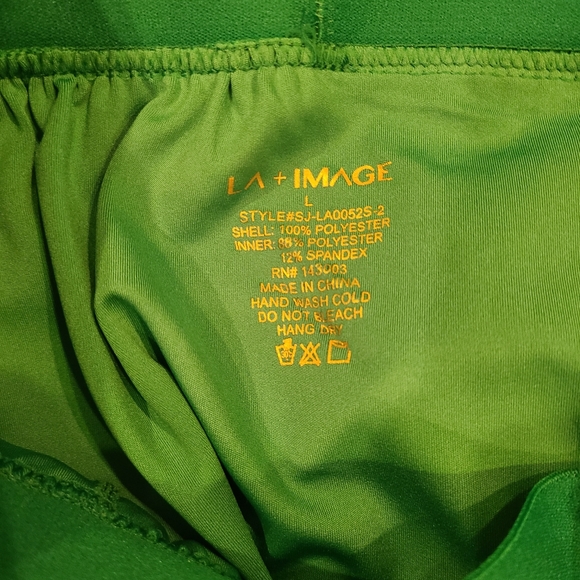 LA + IMAGE
L
STYLE#SJ-LA0052S-2
SHELL: 100% POLYESTER
INNER: 88% POLYESTER
12% SPANDEX
RN# 143003
MADE IN CHINA
HAND WASH COLD
DO NOT BLEACH
HANG DRY